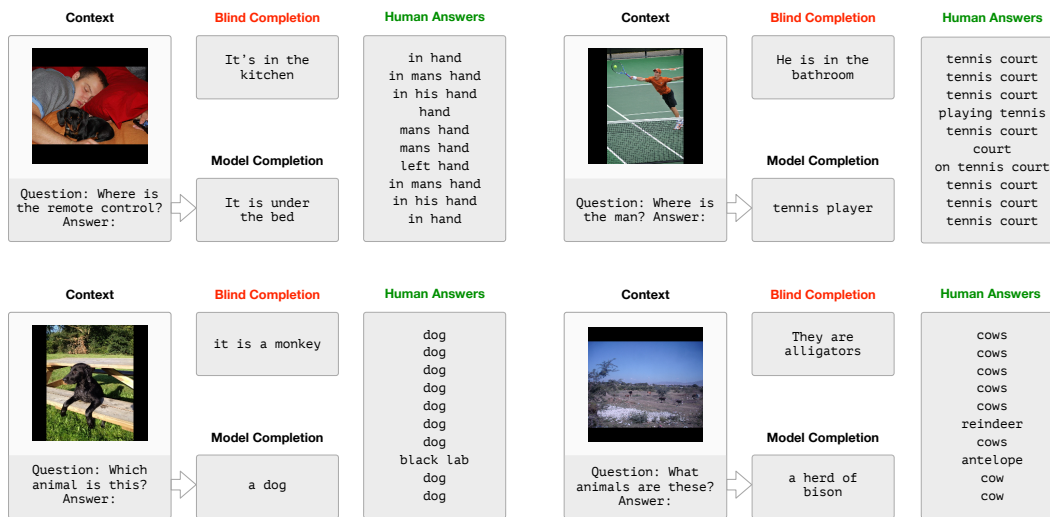 Context
Blind Completion
Human Answers
It's in the
kitchen
in hand
in mans hand
in his hand
hand
mans hand
mans hand
left hand
in mans hand
in his hand
in hand
Model Completion
Question: Where is
the remote control?
Answer:
It is under
the bed
Context
Blind Completion
Human Answers
He is in the
bathroom
tennis court
tennis court
tennis court
playing tennis
tennis court
court
on tennis court
tennis court
tennis court
tennis court
Model Completion
Question: Where is
the man? Answer:
tennis player
Context
Blind Completion
Human Answers
it is a monkey
dog
dog
dog
dog
dog
dog
dog
black lab
dog
dog
Model Completion
Question: Which
animal is this?
Answer:
a dog
Context
Blind Completion
Human Answers
They are
alligators
cows
cows
cows
cows
cows
reindeer
cows
antelope
cow
cow
Model Completion
Question: What
animals are these?
Answer:
a herd of
bison